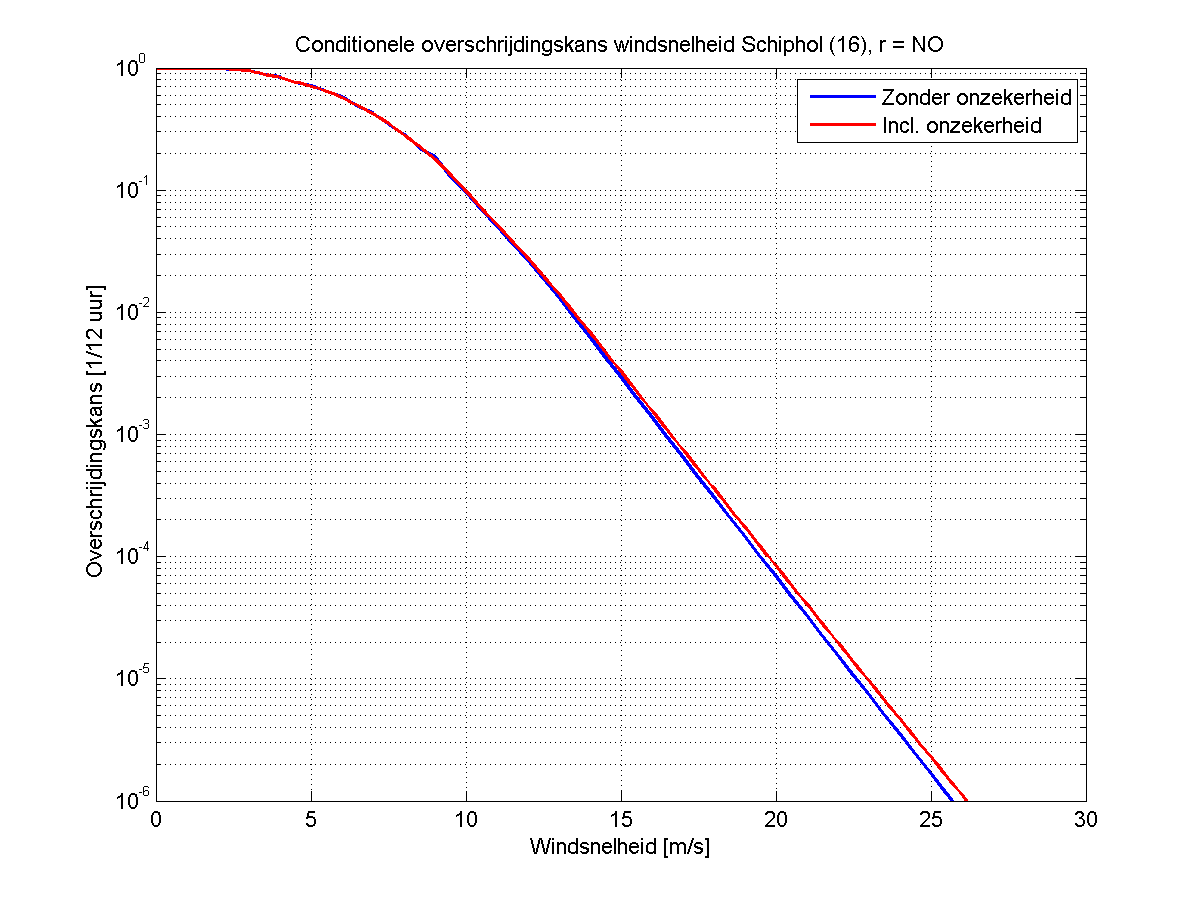 Conditionele overschrijdingskans windsnelheid Schiphol (16), r = NO
Zonder onzekerheid
Incl. onzekerheid
Overschrijdingskans [1/12 uur]
10^0
10^-1
10^-2
10^-3
10^-4
10^-5
10^-6
0 5 10 15 20 25 30
Windsnelheid [m/s]